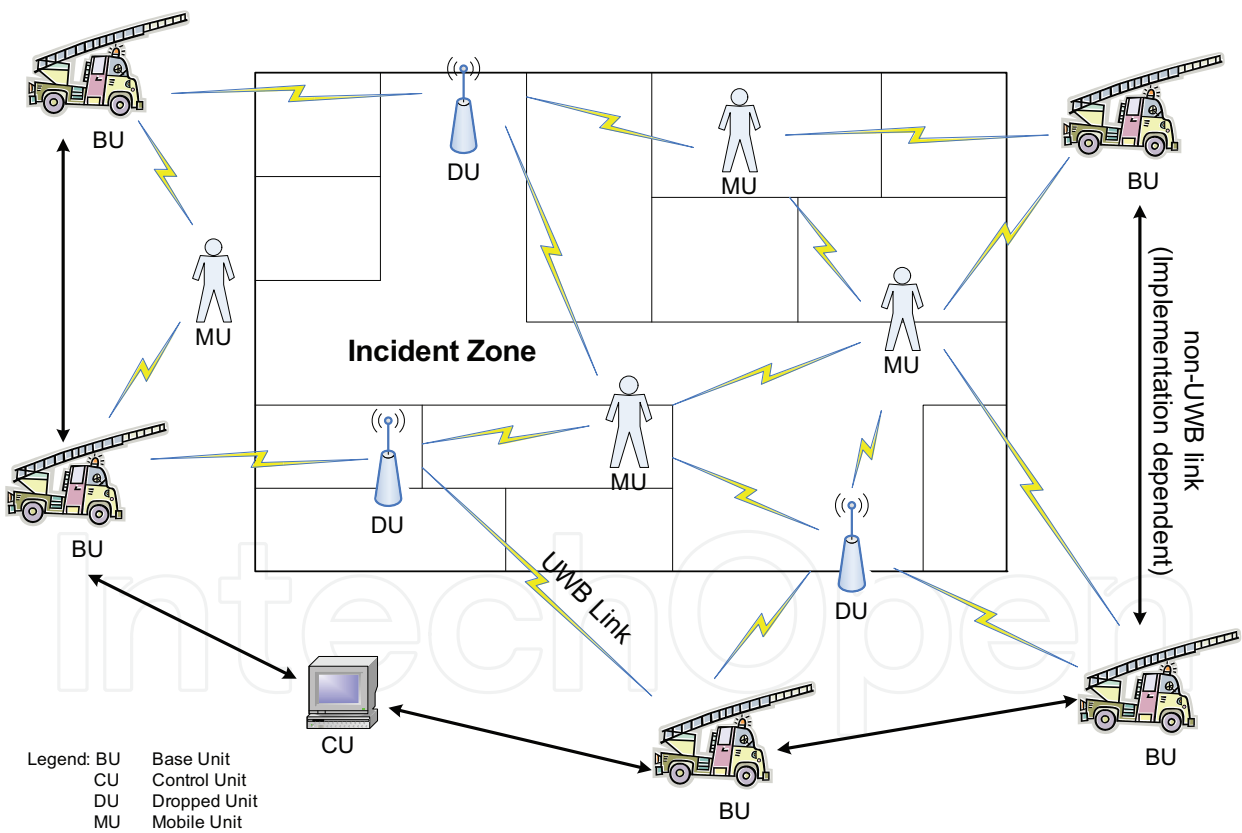 BU
DU
MU
BU
MU
MU
Incident Zone
non-UWB link
(Implementation dependent)
MU
DU
BU
UWB Link
DU
CU
BU
BU
Legend: BU Base Unit
CU Control Unit
DU Dropped Unit
MU Mobile Unit
IntechOpen